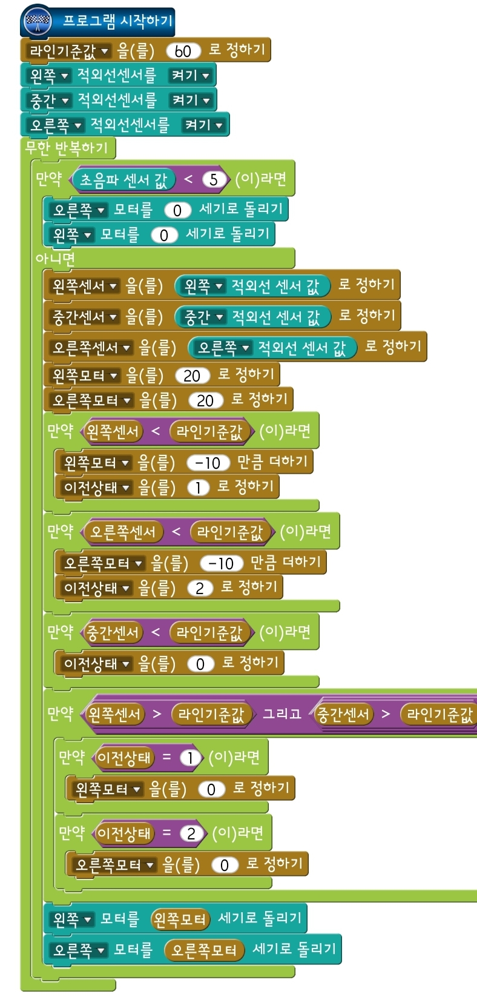 프로그램 시작하기
라인기준값 을(를) 60 로 정하기
왼쪽 적외선센서를 켜기
중간 적외선센서를 켜기
오른쪽 적외선센서를 켜기
무한 반복하기
만약 초음파 센서 값 < 5 (이)라면
오른쪽 모터를 0 세기로 돌리기
왼쪽 모터를 0 세기로 돌리기
아니면
왼쪽센서 을(를) 왼쪽 적외선 센서 값 로 정하기
중간센서 을(를) 중간 적외선 센서 값 로 정하기
오른쪽센서 을(를) 오른쪽 적외선 센서 값 로 정하기
왼쪽모터 을(를) 20 로 정하기
오른쪽모터 을(를) 20 로 정하기
만약 왼쪽센서 < 라인기준값 (이)라면
왼쪽모터 을(를) -10 만큼 더하기
이전상태 을(를) 1 로 정하기
만약 오른쪽센서 < 라인기준값 (이)라면
오른쪽모터 을(를) -10 만큼 더하기
이전상태 을(를) 2 로 정하기
만약 중간센서 < 라인기준값 (이)라면
이전상태 을(를) 0 로 정하기
만약 왼쪽센서 > 라인기준값 그리고 중간센서 > 라인기준값
만약 이전상태 = 1 (이)라면
왼쪽모터 을(를) 0 로 정하기
만약 이전상태 = 2 (이)라면
오른쪽모터 을(를) 0 로 정하기
왼쪽 모터를 왼쪽모터 세기로 돌리기
오른쪽 모터를 오른쪽모터 세기로 돌리기